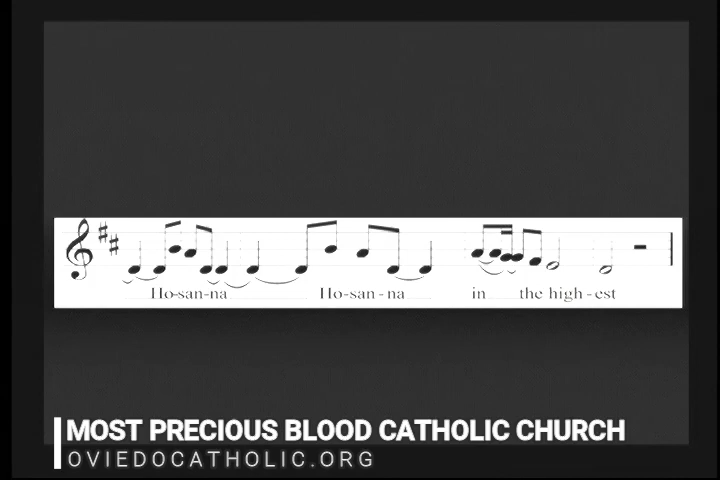 Ho-san-na Ho-san-na in the high-est
MOST PRECIOUS BLOOD CATHOLIC CHURCH
OVIEDOCATHOLIC.ORG